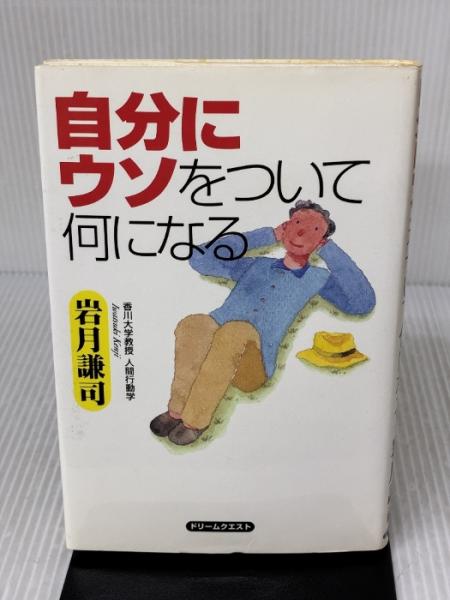 自分に
ウソをついて
何になる
岩月謙司
香川大学教授 人間行動学
Iwatsuki Kenji
ドリームクエスト